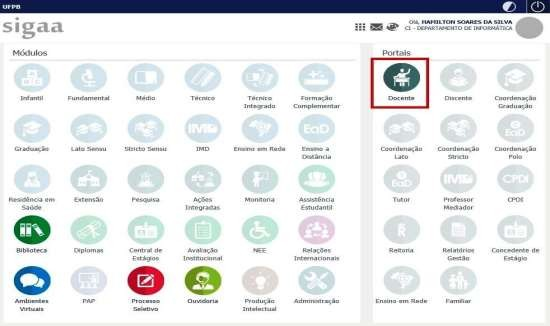 UFPB
sigaa
Olá, HAMILTON SOARES DA SILVA
CI - DEPARTAMENTO DE INFORMÁTICA
Módulos
Infantil
Fundamental
Médio
Técnico
Técnico
Integrado
Formação
Complementar
Graduação
Lato Sensu
Stricto Sensu
IMD
IMD
EaD
Ensino em Rede
Ensino a
Distância
Residência em
Saúde
Extensão
Pesquisa
Ações
Integradas
Monitoria
Assistência
Estudantil
Biblioteca
Diplomas
Central de
Estágios
Avaliação
Institucional
NEE
Relações
Internacionais
Ambientes
Virtuais
PAP
Processo
Seletivo
Ouvidoria
Produção
Intelectual
Administração
Portais
Docente
Discente
Coordenação
Graduação
Coordenação
Lato
Coordenação
Stricto
EaD
Coordenação
Polo
EaD
Tutor
IMD
Professor
Mediador
CPDI
CPDI
Reitoria
Relatórios
Gestão
Concedente de
Estágio
Ensino em Rede
Familiar